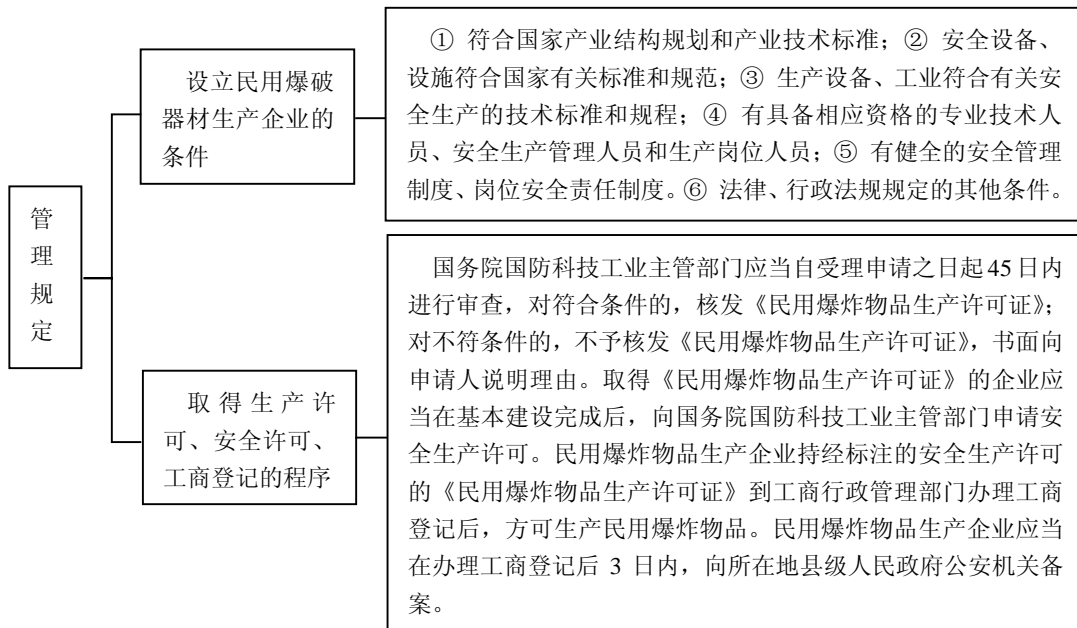 管
理
规
定
设立民用爆破
器材生产企业的
条件
① 符合国家产业结构规划和产业技术标准；② 安全设备、
设施符合国家有关标准和规范；③ 生产设备、工业符合有关安
全生产的技术标准和规程；④ 有具备相应资格的专业技术人
员、安全生产管理人员和生产岗位人员；⑤ 有健全的安全管理
制度、岗位安全责任制度。⑥ 法律、行政法规规定的其他条件。
取得生产许
可、安全许可、
工商登记的程序
国务院国防科技工业主管部门应当自受理申请之日起 45 日内
进行审查，对符合条件的，核发《民用爆炸物品生产许可证》；
对不符条件的，不予核发《民用爆炸物品生产许可证》，书面向
申请人说明理由。取得《民用爆炸物品生产许可证》的企业应
当在基本建设完成后，向国务院国防科技工业主管部门申请安
全生产许可。民用爆炸物品生产企业持经标注的安全生产许可
的《民用爆炸物品生产许可证》到工商行政管理部门办理工商
登记后，方可生产民用爆炸物品。民用爆炸物品生产企业应当
在办理工商登记后 3 日内，向所在地县级人民政府公安机关备
案。